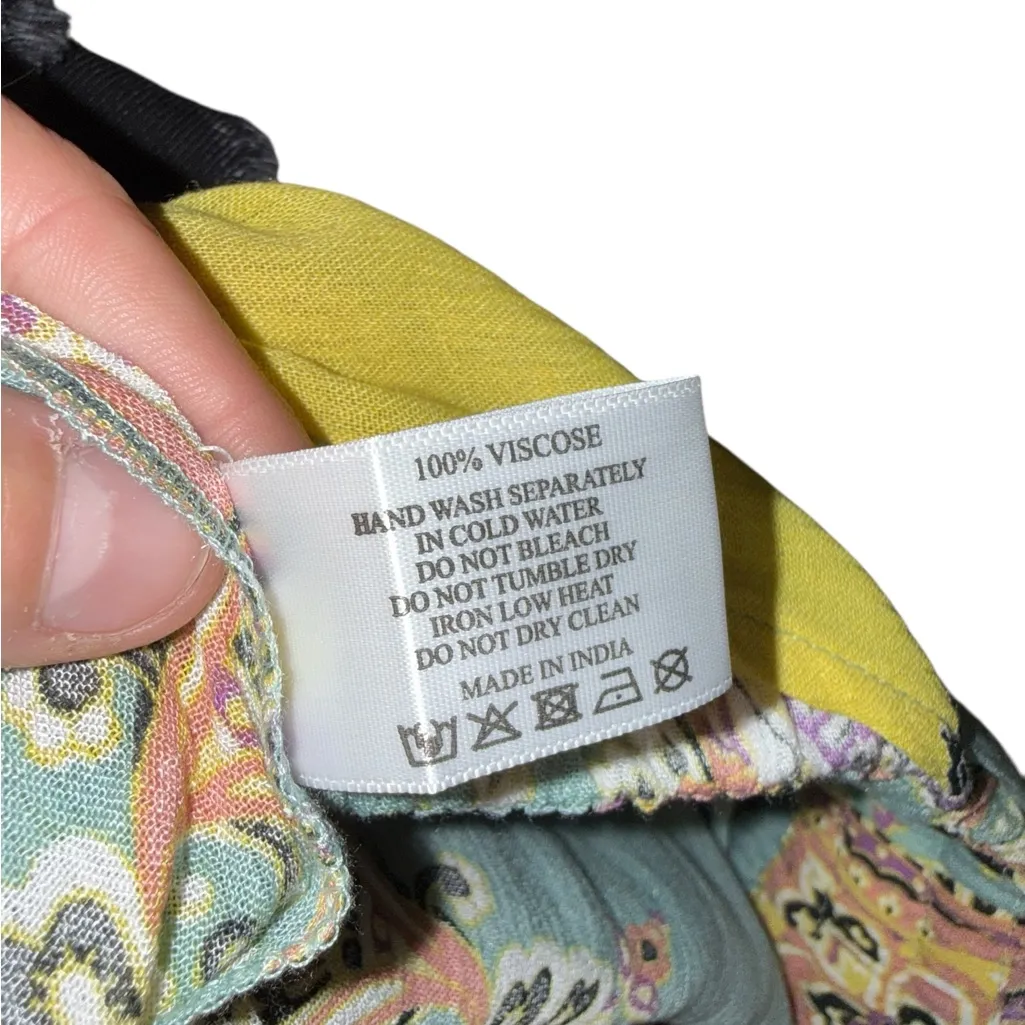 100% VISCOSE
HAND WASH SEPARATELY
IN COLD WATER
DO NOT BLEACH
DO NOT TUMBLE DRY
IRON LOW HEAT
DO NOT DRY CLEAN
MADE IN INDIA